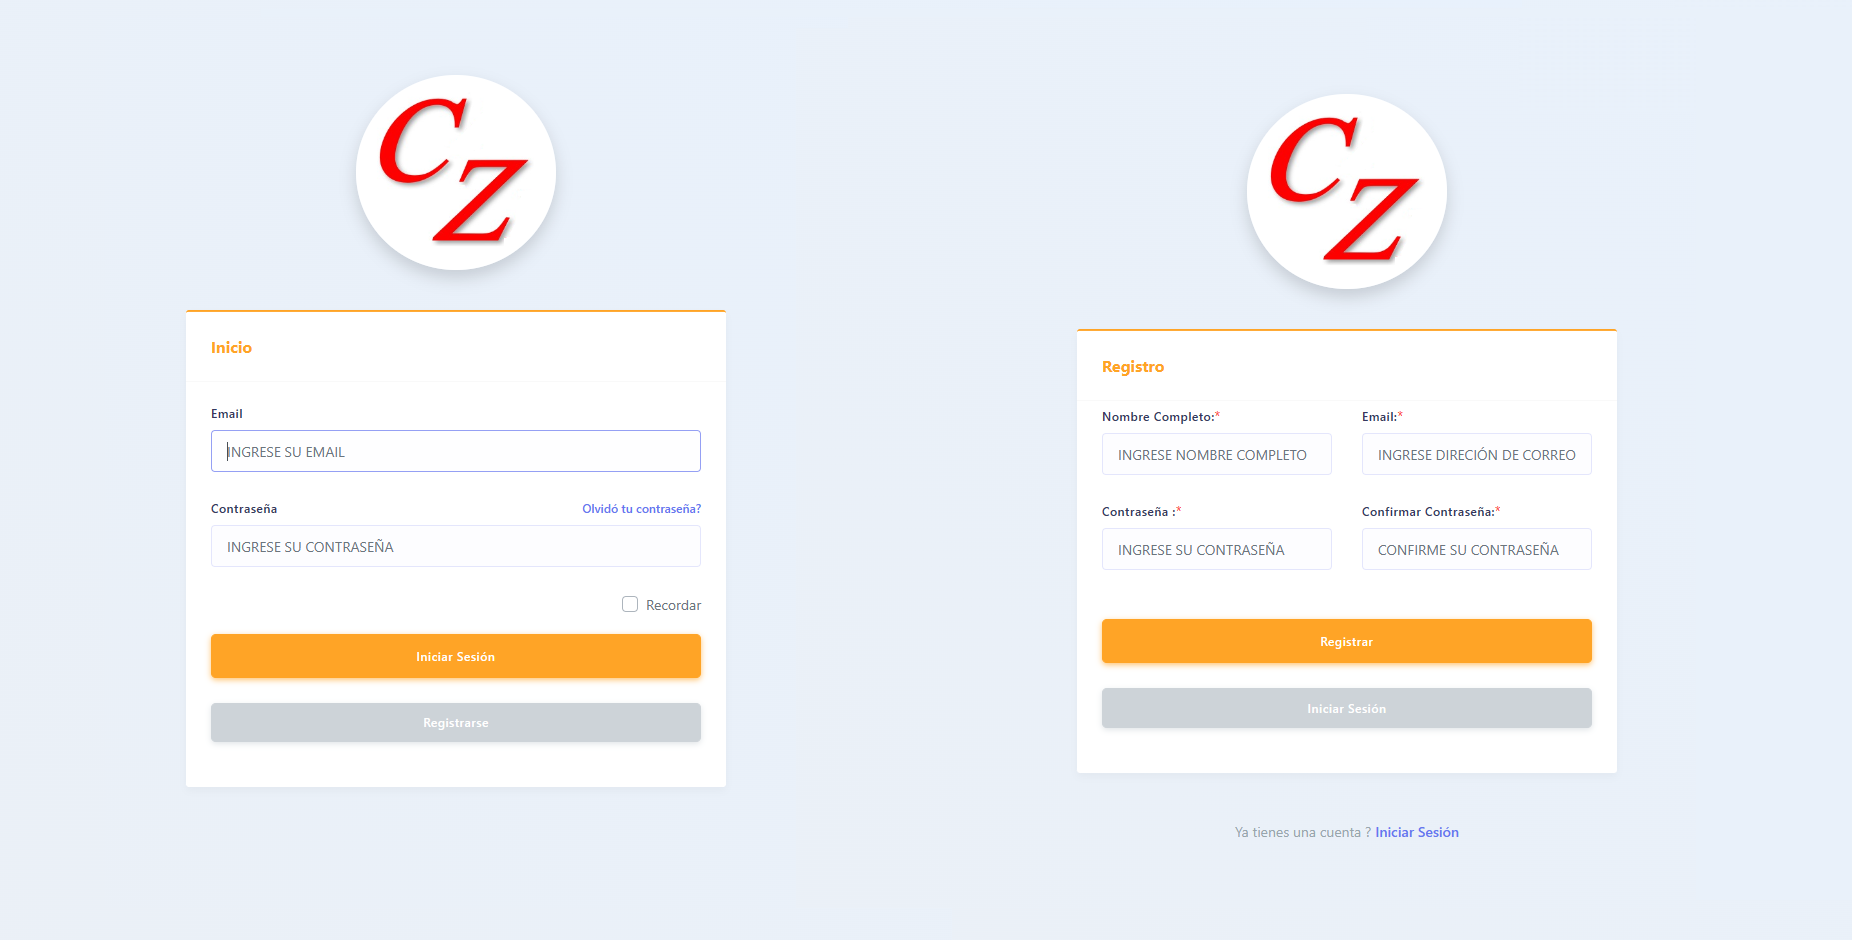 C
Z
Inicio
Email
INGRESE SU EMAIL
Contraseña Olvidó tu contraseña?
INGRESE SU CONTRASEÑA
Recordar
Iniciar Sesión
Registrarse
C
Z
Registro
Nombre Completo:* Email:*
INGRESE NOMBRE COMPLETO INGRESE DIRECIÓN DE CORREO
Contraseña :* Confirmar Contraseña:*
INGRESE SU CONTRASEÑA CONFIRME SU CONTRASEÑA
Registrar
Iniciar Sesión
Ya tienes una cuenta ? Iniciar Sesión